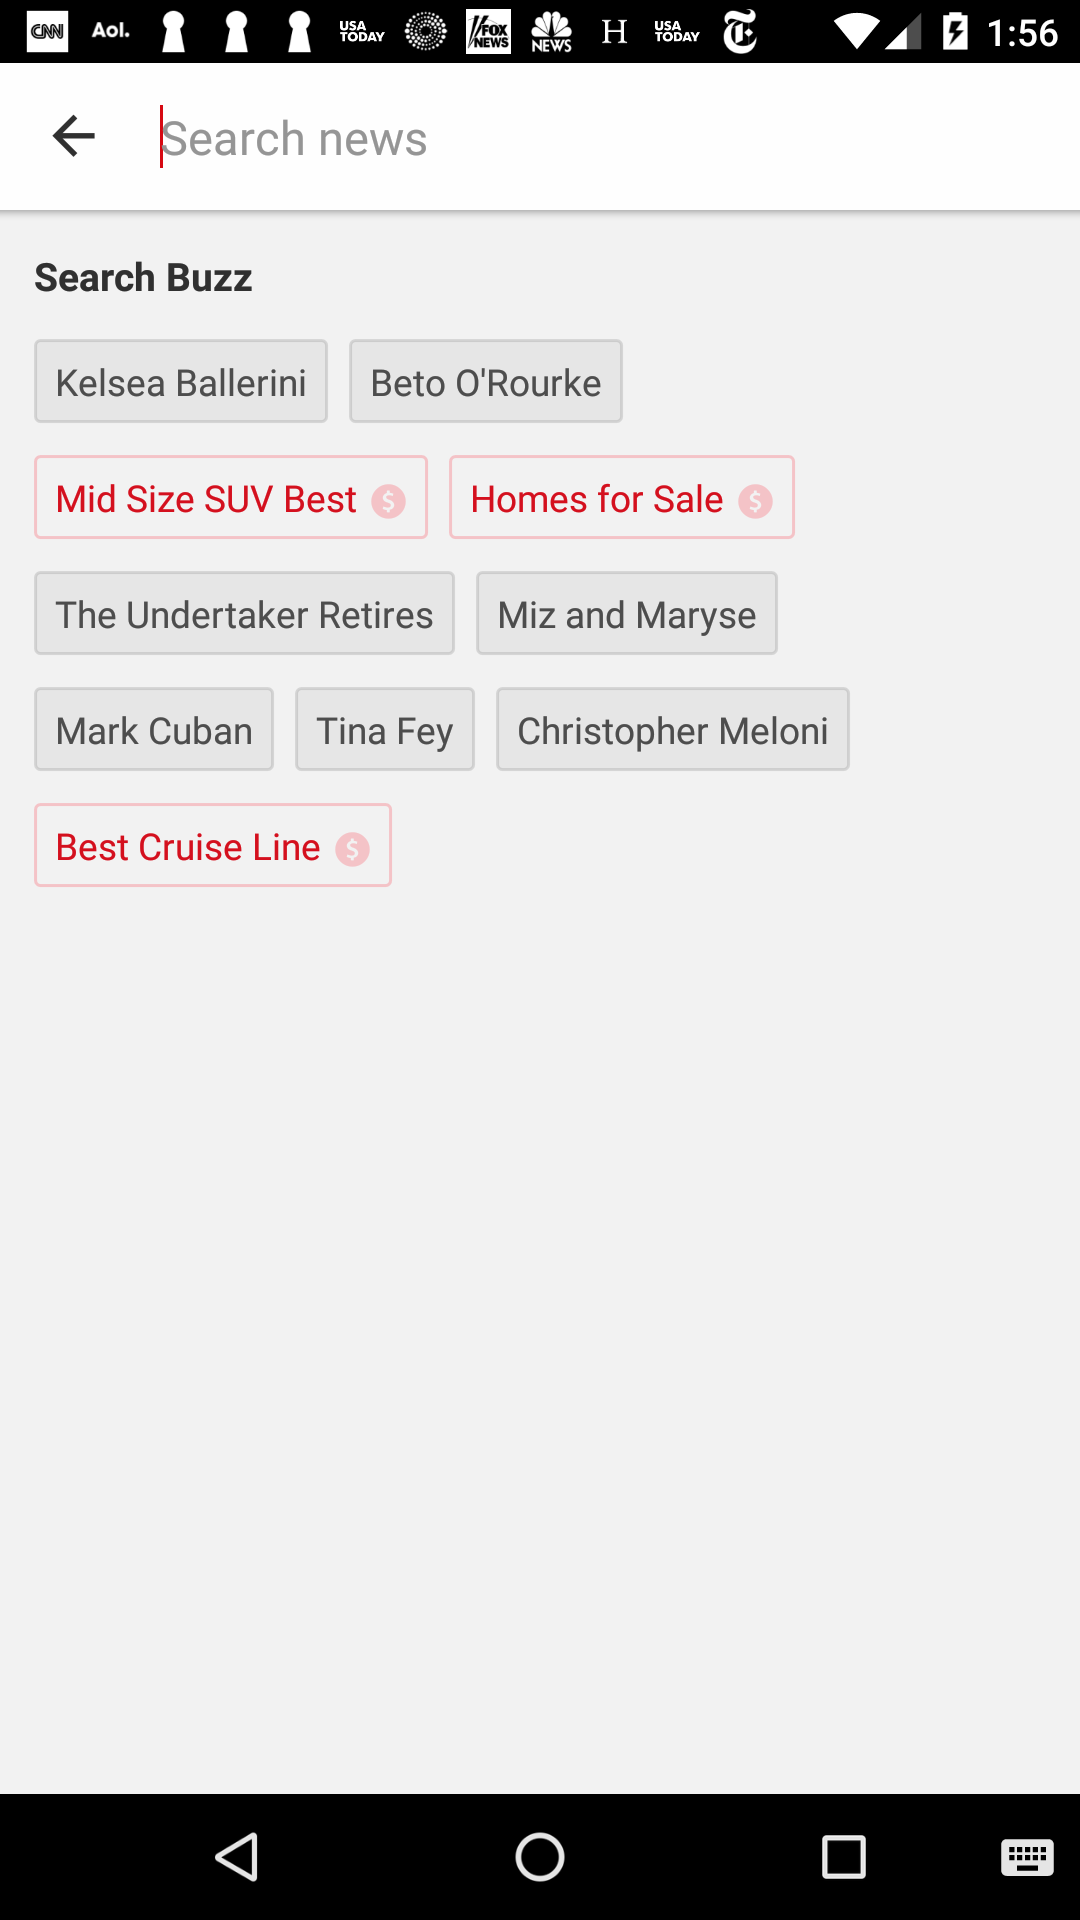 CNN Aol. USA TODAY FOX NEWS NBC NEWS H USA TODAY T 1:56
Search news
Search Buzz
Kelsea Ballerini Beto O'Rourke
Mid Size SUV Best $ Homes for Sale $
The Undertaker Retires Miz and Maryse
Mark Cuban Tina Fey Christopher Meloni
Best Cruise Line $